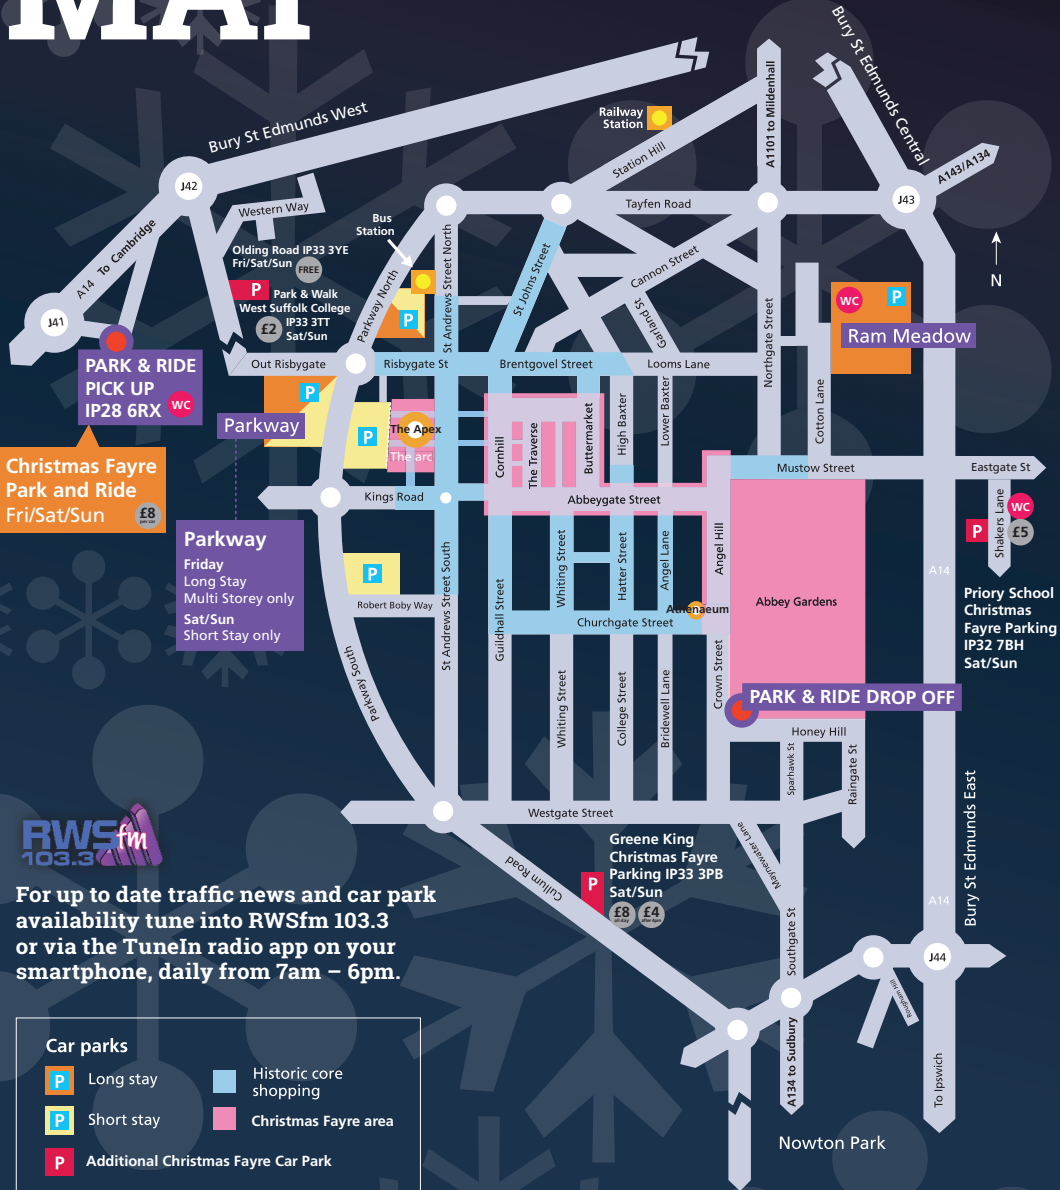 MAP
Bury St Edmunds West
Bury St Edmunds Central
A1101 to Mildenhall
Railway
Station
Station Hill
A143/A134
J42
J43
Tayfen Road
Western Way
Bus
Station
A14 To Cambridge
Olding Road IP33 3YE
Fri/Sat/Sun
FREE
P
Park & Walk
West Suffolk College
£2
IP33 3TT
Sat/Sun
Parkway North
St Andrews Street North
St Johns Street
Cannon Street
Garland St
Northgate Street
N
WC
P
Ram Meadow
P
J41
Out Risbygate
Risbygate St
Brentgovel Street
Looms Lane
PARK & RIDE
PICK UP
IP28 6RX
WC
P
Parkway
P
The Apex
The arc
Cornhill
The Traverse
Buttermarket
High Baxter
Lower Baxter
Cotton Lane
Christmas Fayre
Park and Ride
Fri/Sat/Sun
£8
per car
Mustow Street
Eastgate St
Kings Road
Abbeygate Street
P
Shakers Lane
WC
£5
Parkway
Friday
Long Stay
Multi Storey only
Sat/Sun
Short Stay only
P
Robert Boby Way
St Andrews Street South
Guildhall Street
Whiting Street
Hatter Street
Angel Lane
Angel Hill
Athenaeum
Churchgate Street
Abbey Gardens
A14
Priory School
Christmas
Fayre Parking
IP32 7BH
Sat/Sun
Parkway South
Whiting Street
College Street
Bridewell Lane
Crown Street
PARK & RIDE DROP OFF
Honey Hill
Sparhawk St
Raingate St
Westgate Street
Bury St Edmunds East
A14
RWSfm
103.3
For up to date traffic news and car park
availability tune into RWSfm 103.3
or via the TuneIn radio app on your
smartphone, daily from 7am – 6pm.
Cullum Road
P
Greene King
Christmas Fayre
Parking IP33 3PB
Sat/Sun
£8
all day
£4
after 4pm
Maynewater Lane
Southgate St
J44
Rougham Hill
A134 to Sudbury
To Ipswich
Nowton Park
Car parks
P Long stay
Historic core
shopping
P Short stay
Christmas Fayre area
P Additional Christmas Fayre Car Park